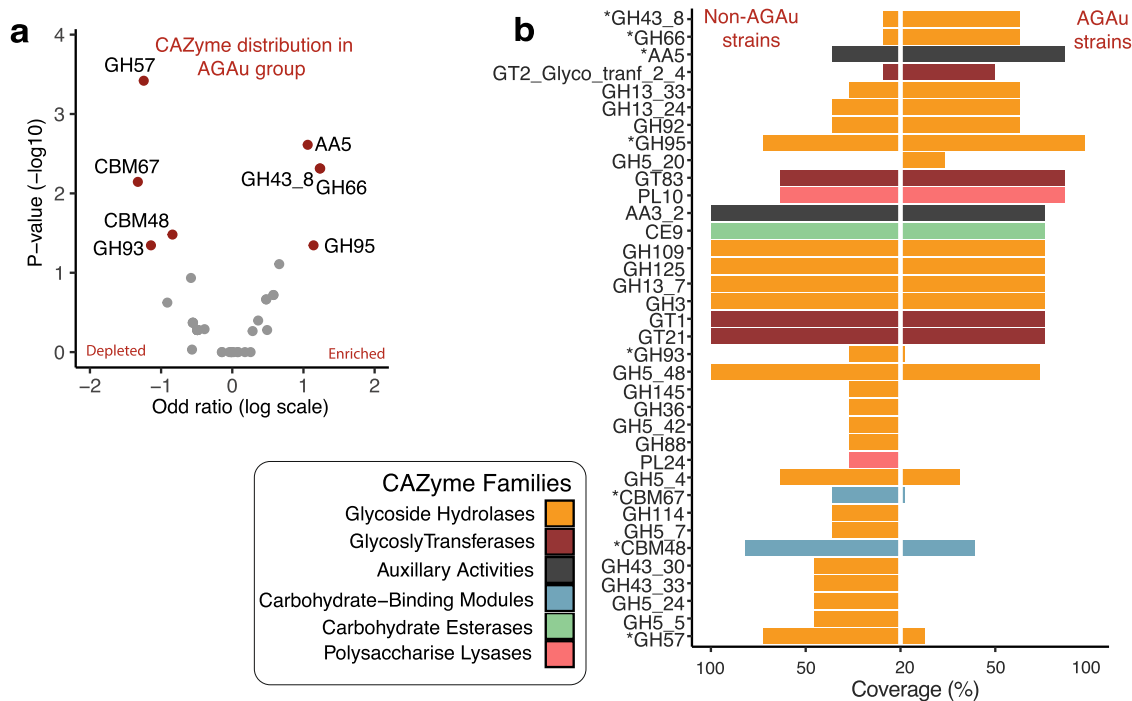 a
CAZyme distribution in
AGAu group
P-value (-log10)
4
3
2
1
0
GH57
CBM67
CBM48
GH93
AA5
GH43_8
GH66
GH95
Depleted
Enriched
-2
-1
0
1
2
Odd ratio (log scale)
CAZyme Families
Glycoside Hydrolases
GlycoslyTransferases
Auxillary Activities
Carbohydrate-Binding Modules
Carbohydrate Esterases
Polysaccharise Lysases
b
Non-AGAu
strains
AGAu
strains
*GH43_8
*GH66
*AA5
GT2_Glyco_tranf_2_4
GH13_33
GH13_24
GH92
*GH95
GH5_20
GT83
PL10
AA3_2
CE9
GH109
GH125
GH13_7
GH3
GT1
GT21
*GH93
GH5_48
GH145
GH36
GH5_42
GH88
PL24
GH5_4
*CBM67
GH114
GH5_7
*CBM48
GH43_30
GH43_33
GH5_24
GH5_5
*GH57
100
50
20
50
100
Coverage (%)